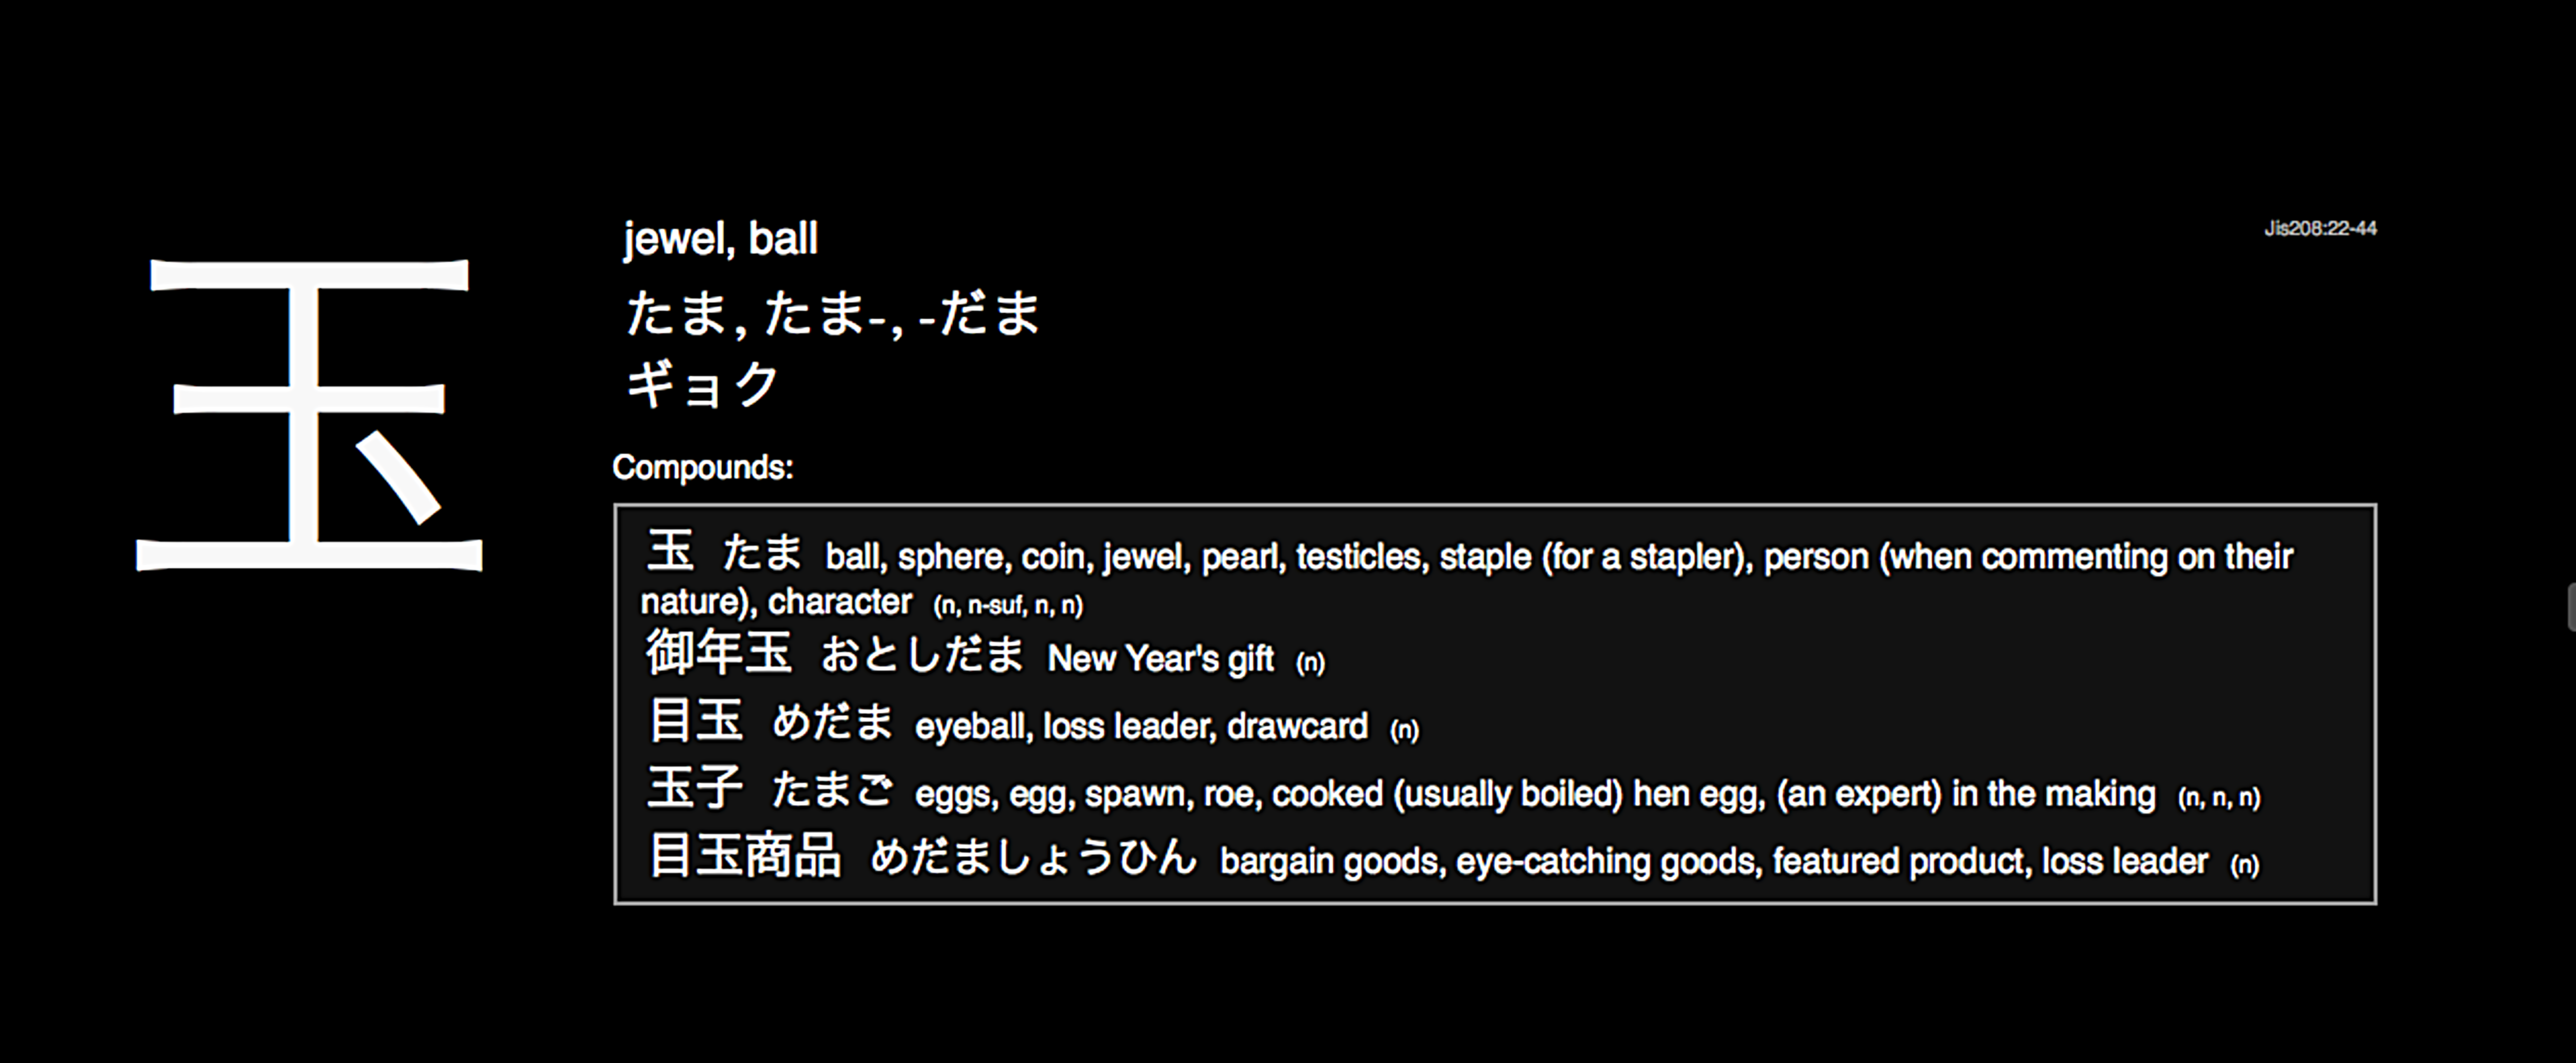 玉
jewel, ball
Jis208:22-44
たま, たま-, -だま
ギョク
Compounds:
玉 たま ball, sphere, coin, jewel, pearl, testicles, staple (for a stapler), person (when commenting on their
nature), character (n, n-suf, n, n)
御年玉 おとしだま New Year's gift (n)
目玉 めだま eyeball, loss leader, drawcard (n)
玉子 たまご eggs, egg, spawn, roe, cooked (usually boiled) hen egg, (an expert) in the making (n, n, n)
目玉商品 めだましょうひん bargain goods, eye-catching goods, featured product, loss leader (n)